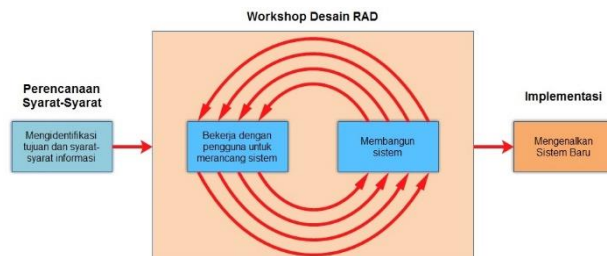 Workshop Desain RAD
Perencanaan
Syarat-Syarat
Mengidentifikasi
tujuan dan syarat-
syarat informasi
Bekerja dengan
pengguna untuk
merancang sistem
Membangun
sistem
Implementasi
Mengenalkan
Sistem Baru